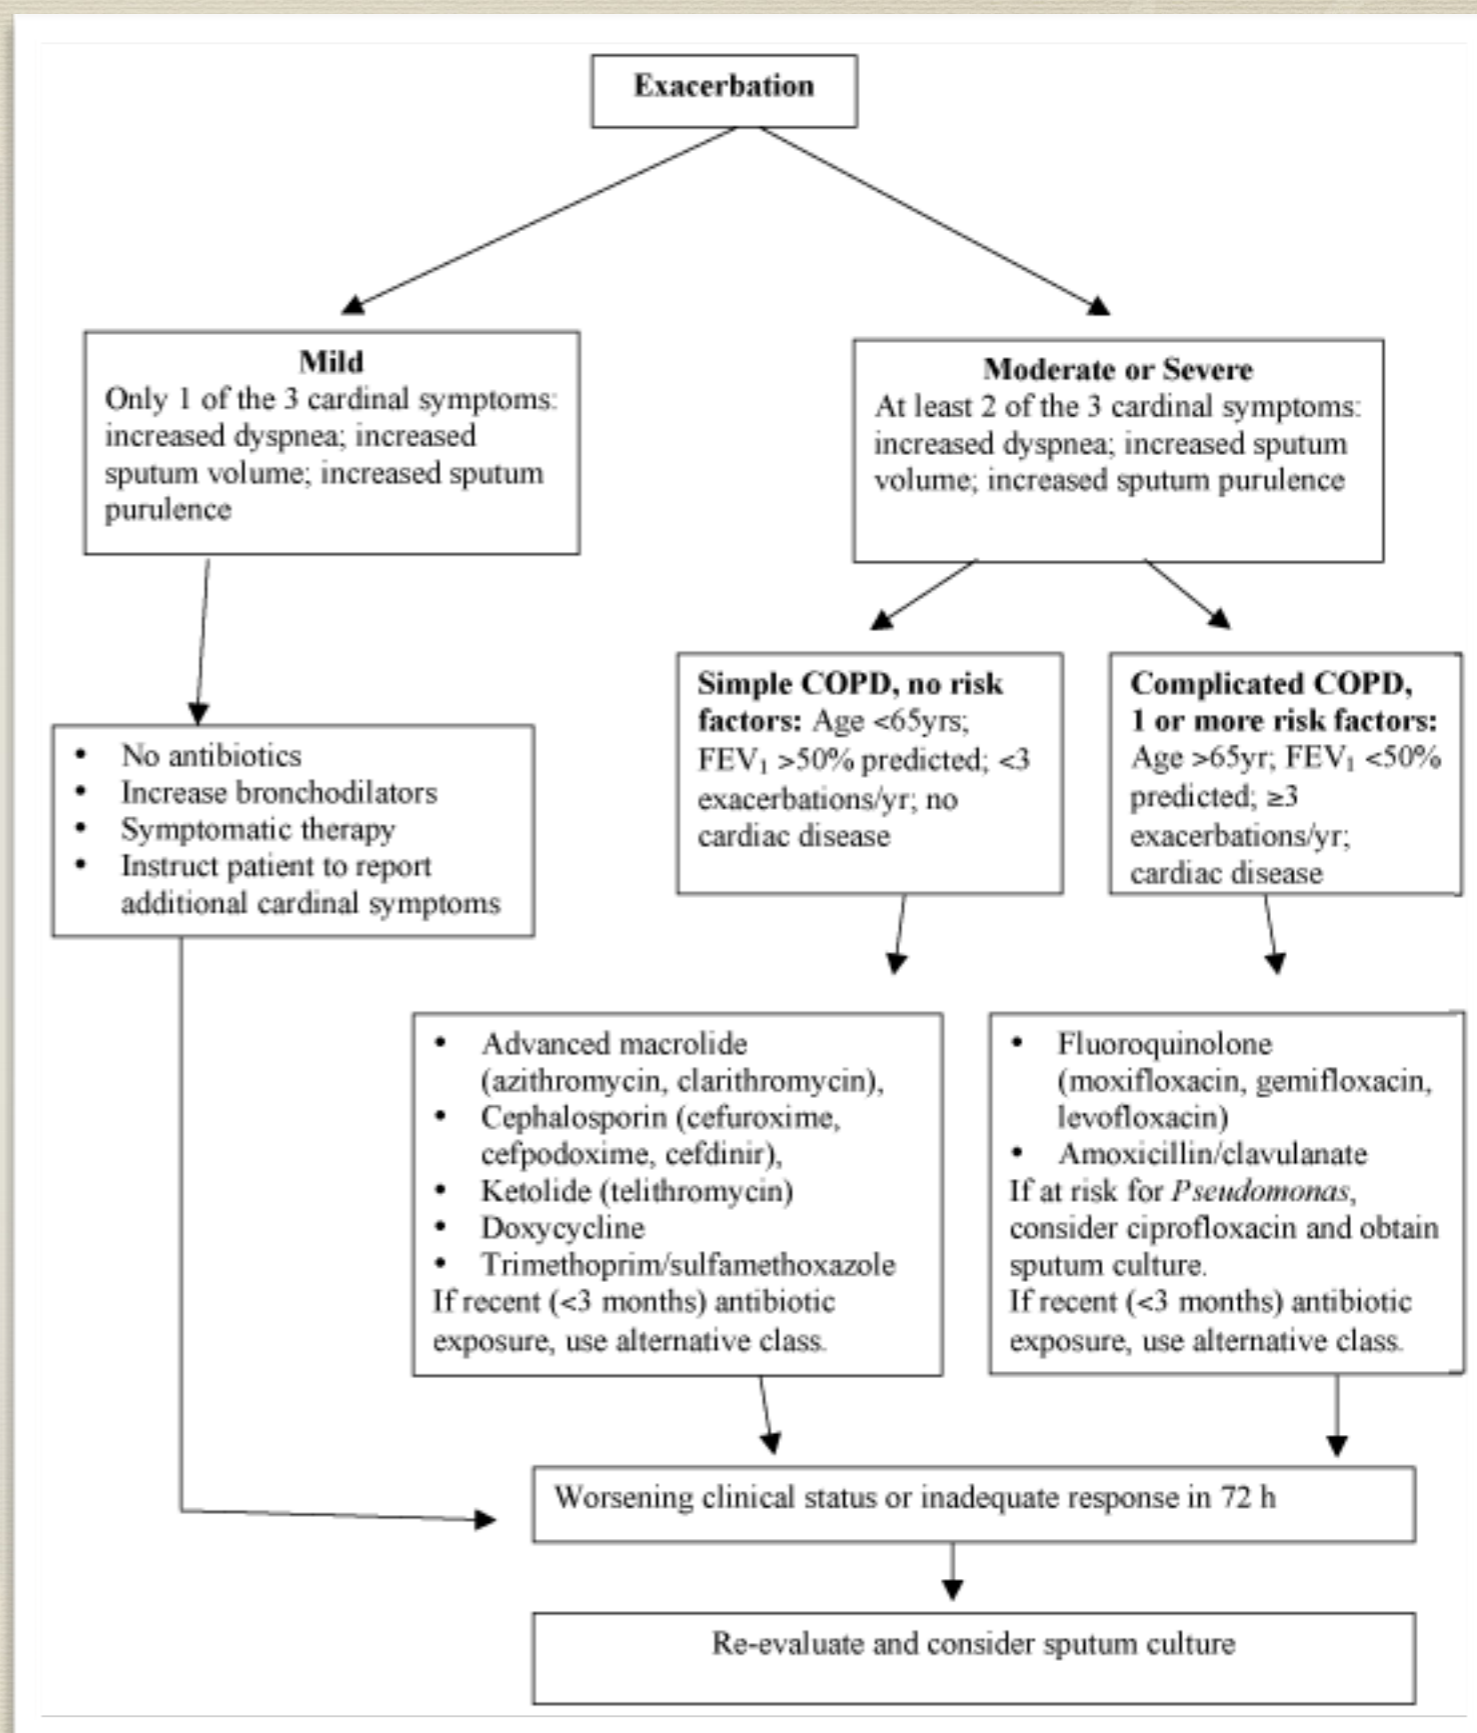 Exacerbation
Mild
Only 1 of the 3 cardinal symptoms:
increased dyspnea; increased
sputum volume; increased sputum
purulence
Moderate or Severe
At least 2 of the 3 cardinal symptoms:
increased dyspnea; increased sputum
volume; increased sputum purulence
• No antibiotics
• Increase bronchodilators
• Symptomatic therapy
• Instruct patient to report
additional cardinal symptoms
Simple COPD, no risk
factors: Age <65yrs;
FEV₁ >50% predicted; <3
exacerbations/yr; no
cardiac disease
Complicated COPD,
1 or more risk factors:
Age >65yr; FEV₁ <50%
predicted; ≥3
exacerbations/yr;
cardiac disease
• Advanced macrolide
(azithromycin, clarithromycin),
• Cephalosporin (cefuroxime,
cefpodoxime, cefdinir),
• Ketolide (telithromycin)
• Doxycycline
• Trimethoprim/sulfamethoxazole
If recent (<3 months) antibiotic
exposure, use alternative class.
• Fluoroquinolone
(moxifloxacin, gemifloxacin,
levofloxacin)
• Amoxicillin/clavulanate
If at risk for Pseudomonas,
consider ciprofloxacin and obtain
sputum culture.
If recent (<3 months) antibiotic
exposure, use alternative class.
Worsening clinical status or inadequate response in 72 h
Re-evaluate and consider sputum culture